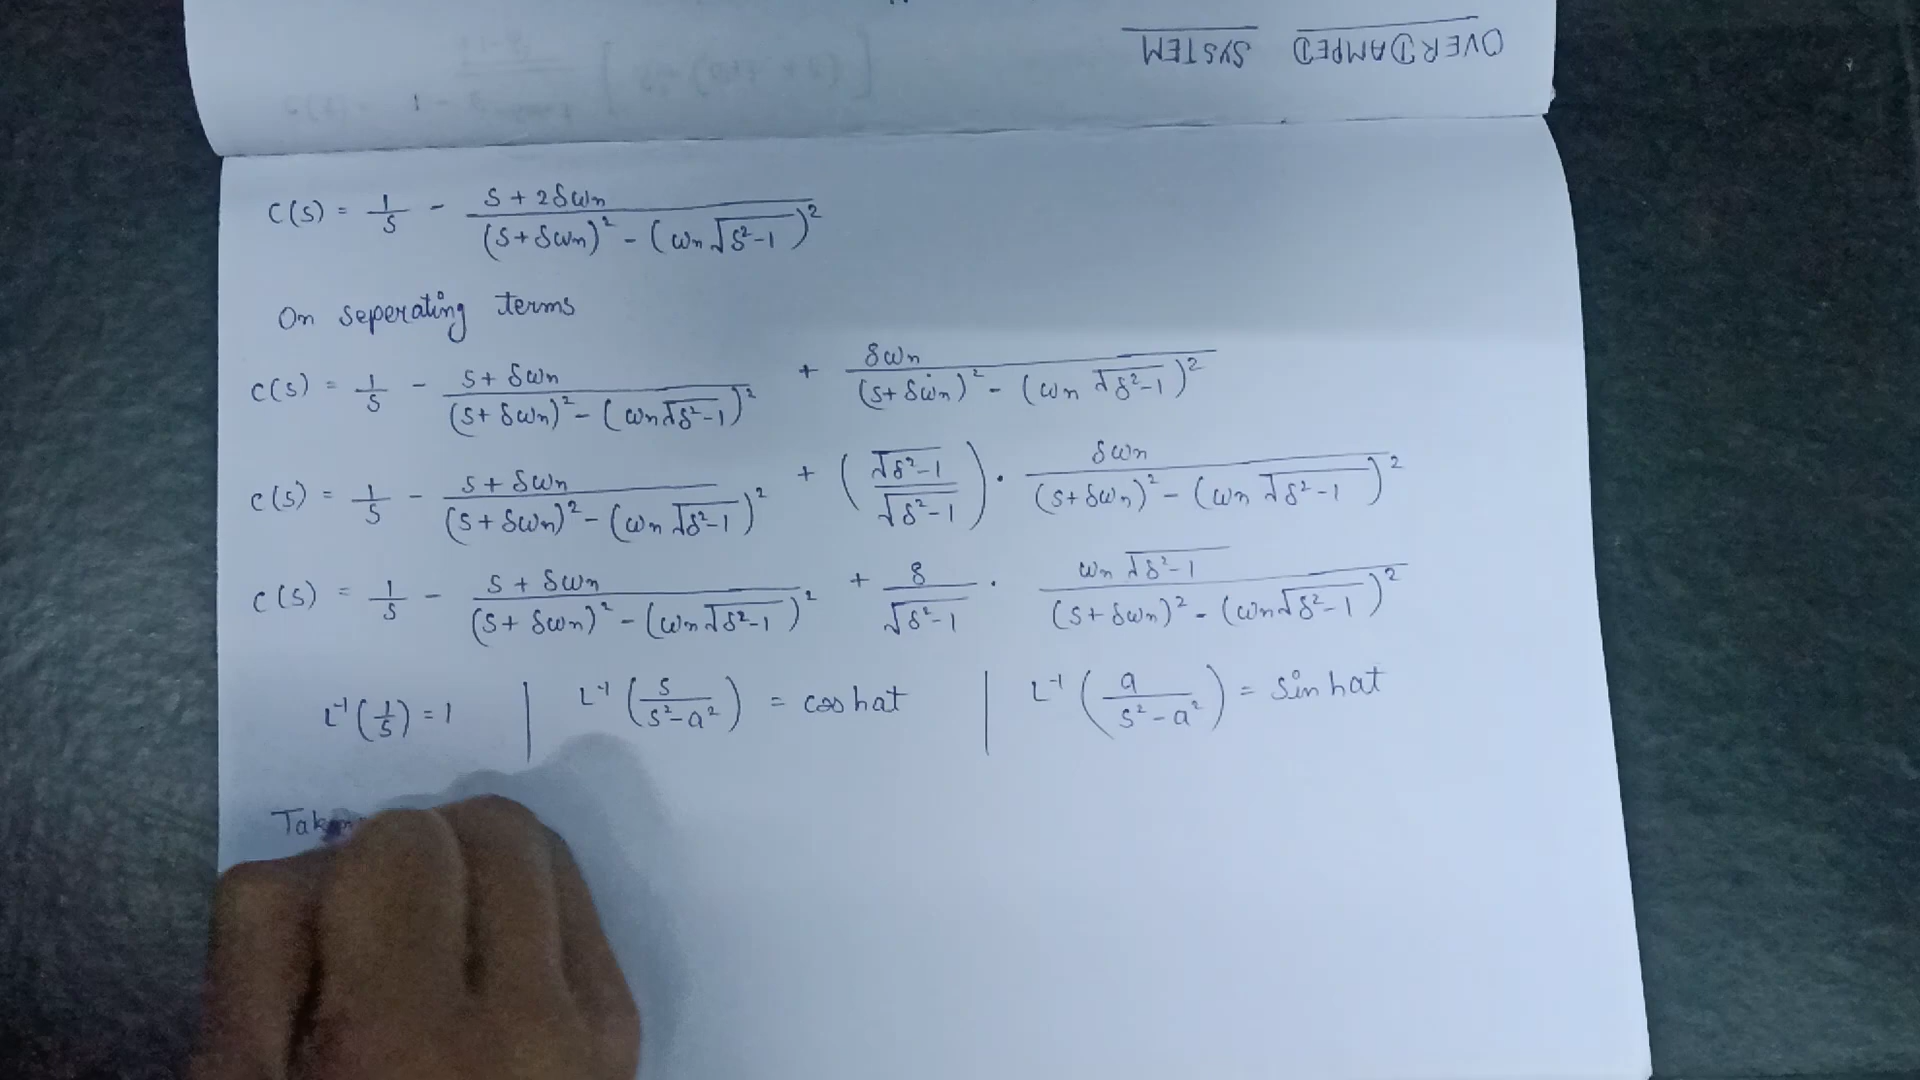 OVER DAMPED SYSTEM
C(s) = 1/s - (s + 2δωn)/((s + δωn)² - (ωn√(δ²-1))²)
On seperating terms
C(s) = 1/s - (s + δωn)/((s + δωn)² - (ωn√(δ²-1))²) + δωn/((s + δωn)² - (ωn√(δ²-1))²)
C(s) = 1/s - (s + δωn)/((s + δωn)² - (ωn√(δ²-1))²) + (√(δ²-1)/√(δ²-1)) · δωn/((s + δωn)² - (ωn√(δ²-1))²)
C(s) = 1/s - (s + δωn)/((s + δωn)² - (ωn√(δ²-1))²) + δ/√(δ²-1) · ωn√(δ²-1)/((s + δωn)² - (ωn√(δ²-1))²)
L⁻¹(1/s) = 1 | L⁻¹(s/(s²-a²)) = cos hat | L⁻¹(a/(s²-a²)) = sin hat